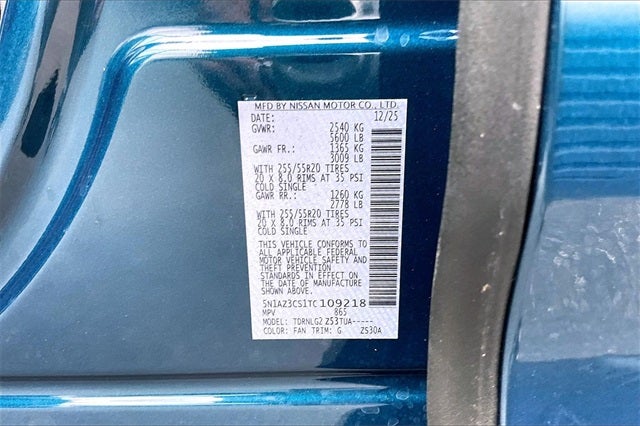 MFD BY NISSAN MOTOR CO., LTD.
DATE: 12/25
GVWR: 2540 KG
5600 LB
GAWR FR.: 1365 KG
3009 LB
WITH 255/55R20 TIRES
20 X 8.0 RIMS AT 35 PSI
COLD SINGLE
GAWR RR.: 1260 KG
2778 LB
WITH 255/55R20 TIRES
20 X 8.0 RIMS AT 35 PSI
COLD SINGLE
THIS VEHICLE CONFORMS TO
ALL APPLICABLE FEDERAL
MOTOR VEHICLE SAFETY AND
THEFT PREVENTION
STANDARDS IN EFFECT ON
THE DATE OF MANUFACTURE
SHOWN ABOVE.
5N1AZ3CS1TC109218
MPV 865
MODEL: TDRNLG2 Z53TUA-----
COLOR: FAN TRIM: G ZS30A